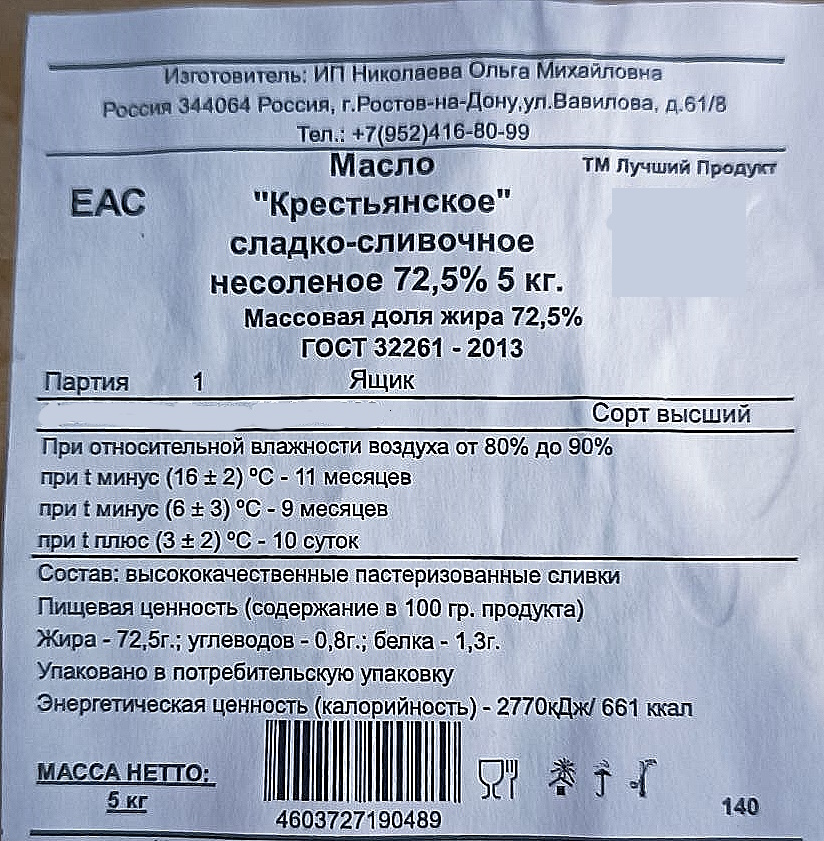 Изготовитель: ИП Николаева Ольга Михайловна
Россия 344064 Россия, г.Ростов-на-Дону,ул.Вавилова, д.61/8
Тел.: +7(952)416-80-99
Масло
ТМ Лучший Продукт
ЕАС
"Крестьянское"
сладко-сливочное
несоленое 72,5% 5 кг.
Массовая доля жира 72,5%
ГОСТ 32261 - 2013
Партия 1 Ящик
Сорт высший
При относительной влажности воздуха от 80% до 90%
при t минус (16 ± 2) ºС - 11 месяцев
при t минус (6 ± 3) ºС - 9 месяцев
при t плюс (3 ± 2) ºС - 10 суток
Состав: высококачественные пастеризованные сливки
Пищевая ценность (содержание в 100 гр. продукта)
Жира - 72,5г.; углеводов - 0,8г.; белка - 1,3г.
Упаковано в потребительскую упаковку
Энергетическая ценность (калорийность) - 2770кДж/ 661 ккал
МАССА НЕТТО:
5 кг
4603727190489
140